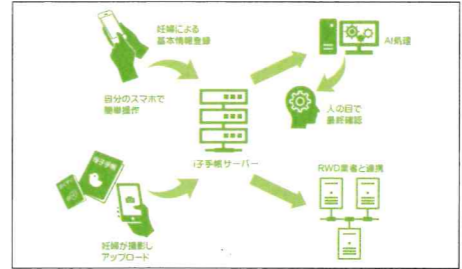 妊婦による
基本情報登録
AI処理
自分のスマホで
簡単操作
人の目で
最終確認
i子手帳サーバー
母子手帳
RWD業者と連携
妊婦が撮影し
アップロード